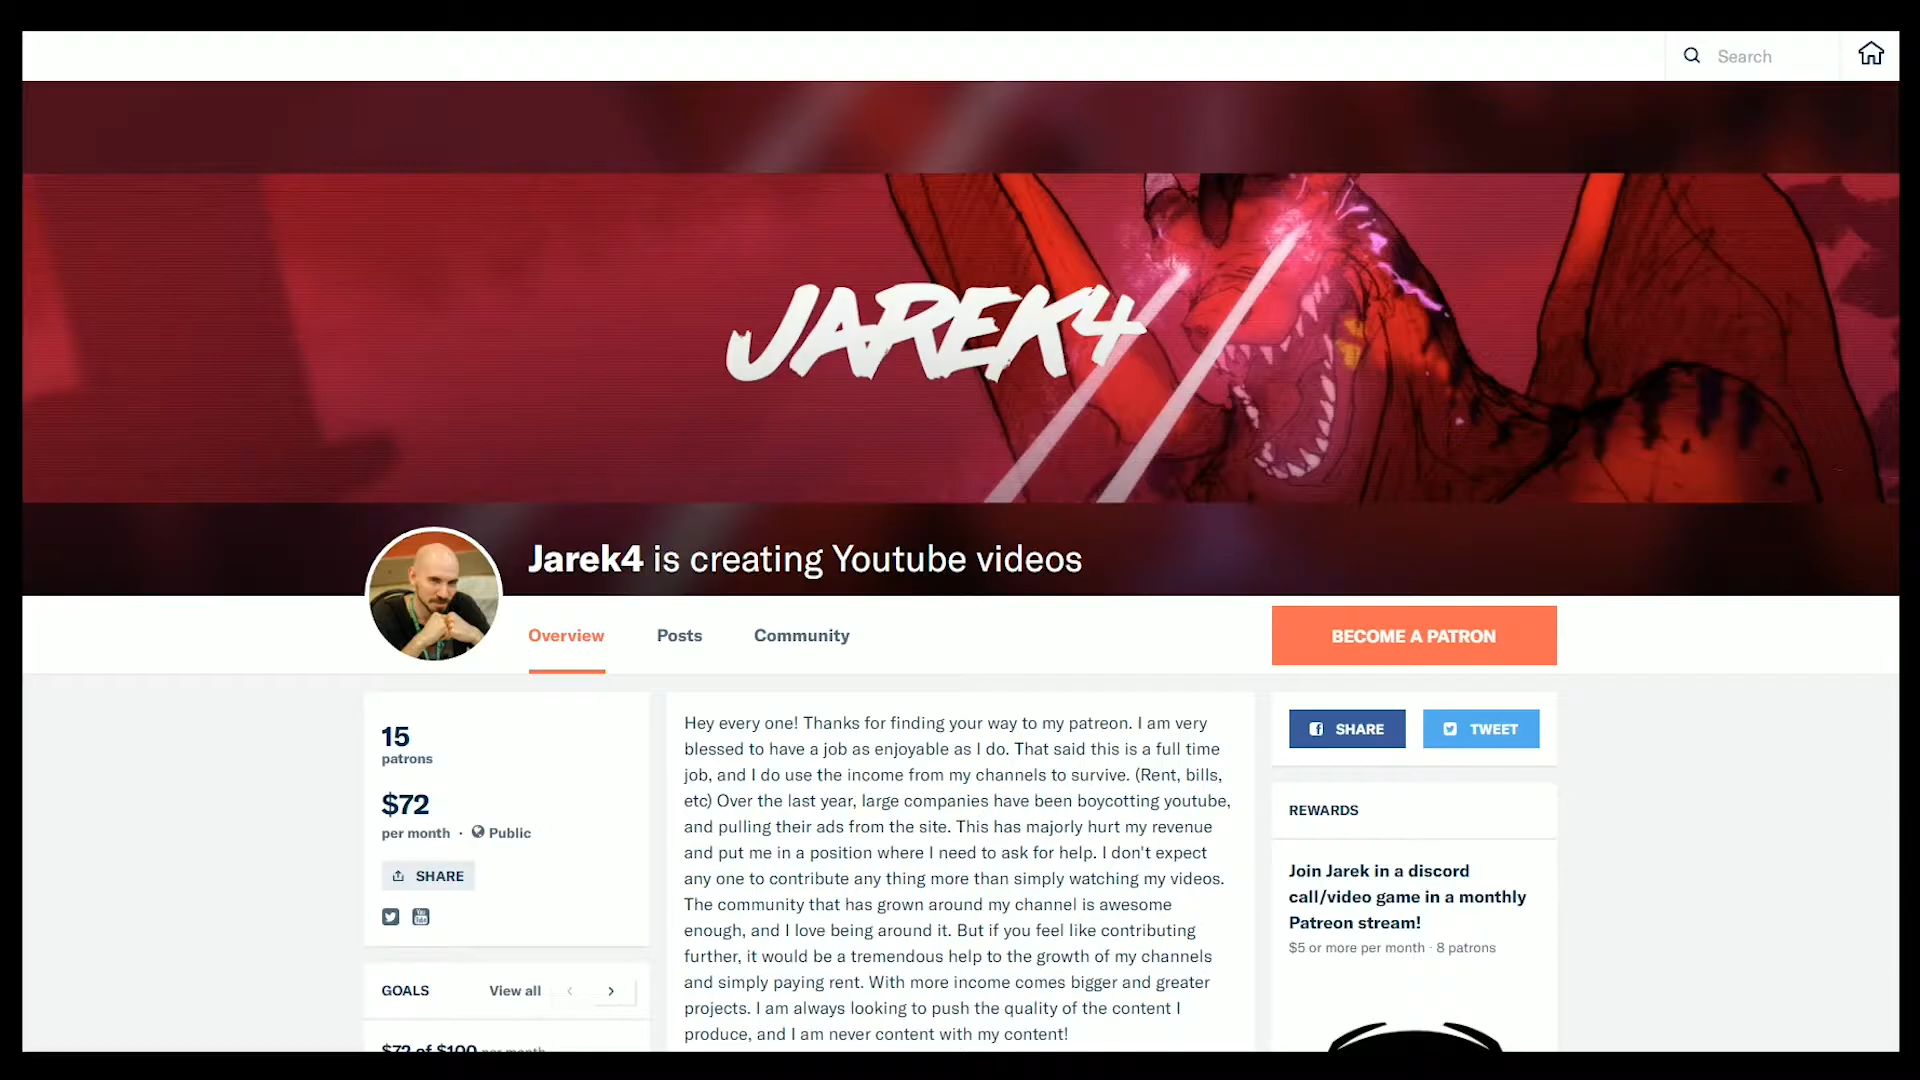 Search
JAREK4
Jarek4 is creating Youtube videos
Overview
Posts
Community
BECOME A PATRON
15
patrons
$72
per month · Public
SHARE
GOALS
View all
$72 of $100 per month
Hey every one! Thanks for finding your way to my patreon. I am very
blessed to have a job as enjoyable as I do. That said this is a full time
job, and I do use the income from my channels to survive. (Rent, bills,
etc) Over the last year, large companies have been boycotting youtube,
and pulling their ads from the site. This has majorly hurt my revenue
and put me in a position where I need to ask for help. I don't expect
any one to contribute any thing more than simply watching my videos.
The community that has grown around my channel is awesome
enough, and I love being around it. But if you feel like contributing
further, it would be a tremendous help to the growth of my channels
and simply paying rent. With more income comes bigger and greater
projects. I am always looking to push the quality of the content I
produce, and I am never content with my content!
SHARE
TWEET
REWARDS
Join Jarek in a discord
call/video game in a monthly
Patreon stream!
$5 or more per month · 8 patrons